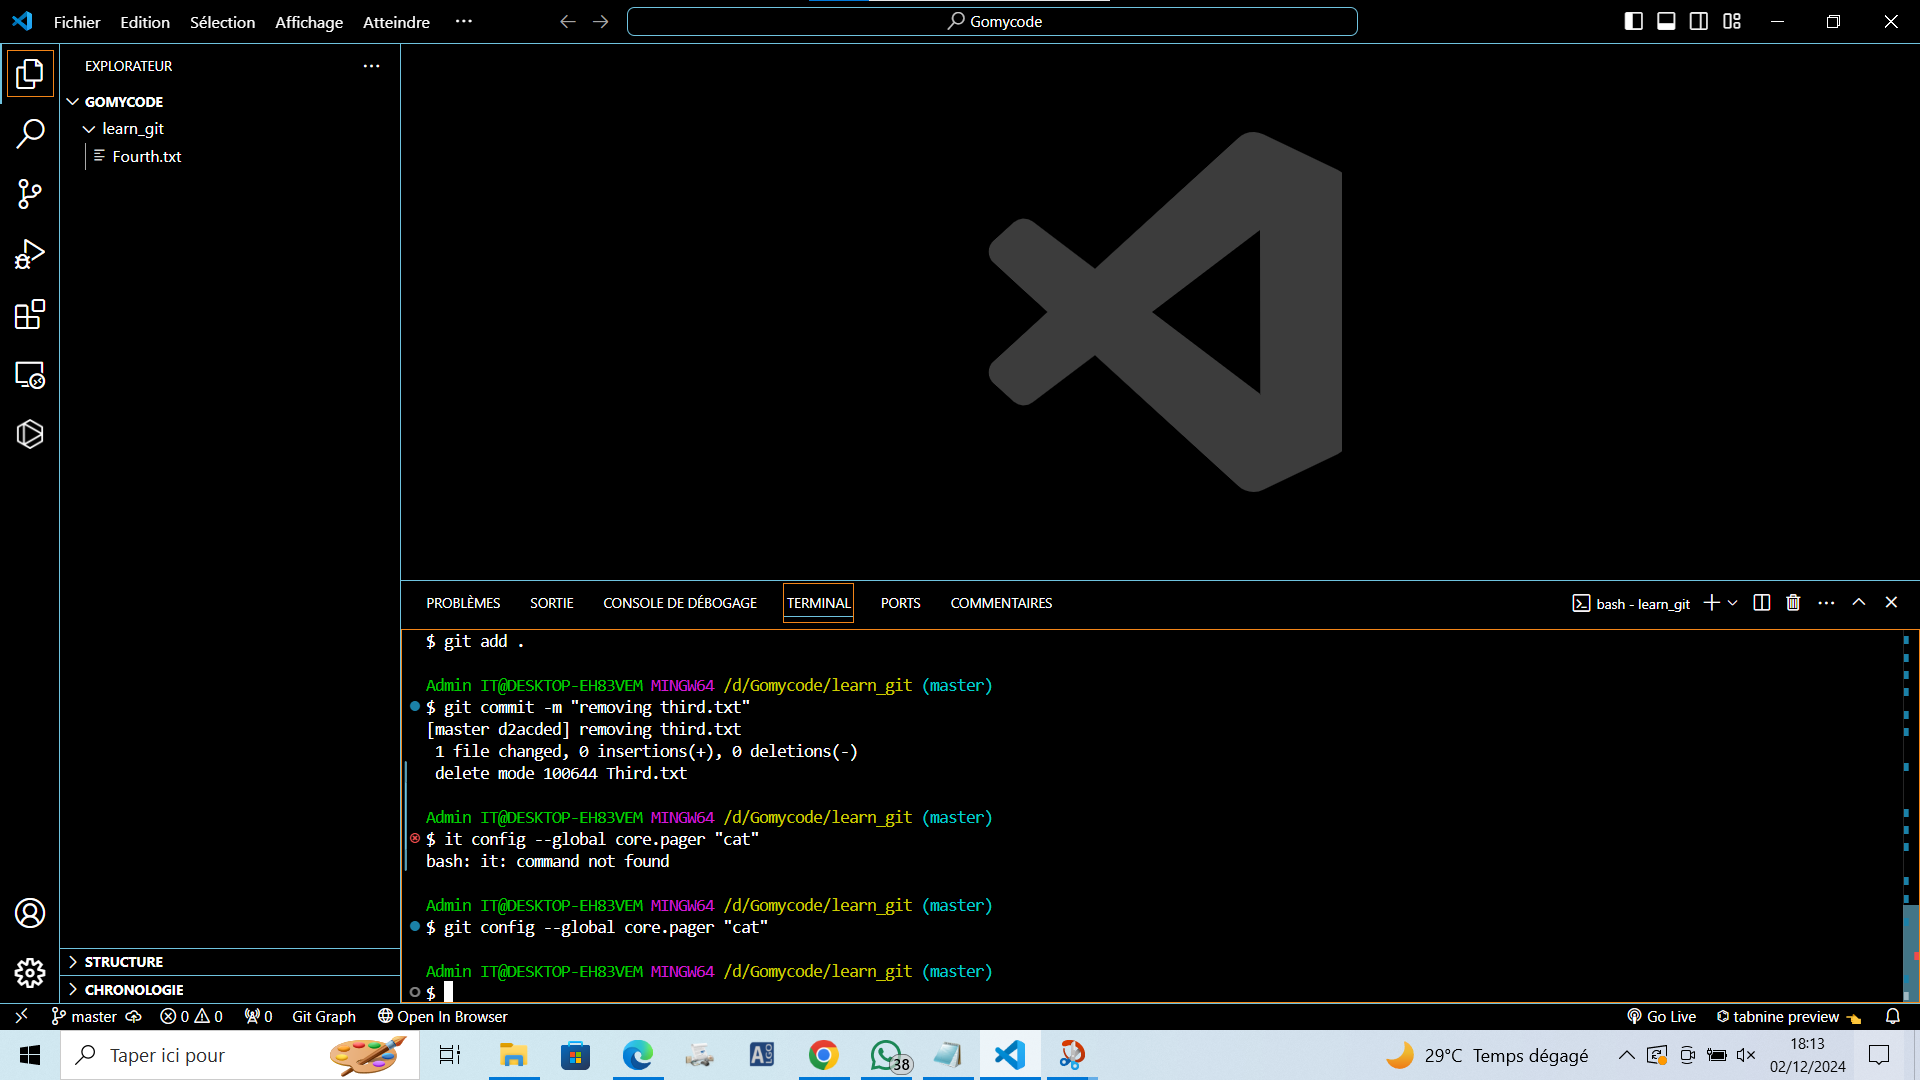 Fichier Edition Sélection Affichage Atteindre ··· Gomycode
EXPLORATEUR
GOMYCODE
learn_git
Fourth.txt
STRUCTURE
CHRONOLOGIE
PROBLÈMES SORTIE CONSOLE DE DÉBOGAGE TERMINAL PORTS COMMENTAIRES bash - learn_git
$ git add .
Admin IT@DESKTOP-EH83VEM MINGW64 /d/Gomycode/learn_git (master)
$ git commit -m "removing third.txt"
[master d2acded] removing third.txt
1 file changed, 0 insertions(+), 0 deletions(-)
delete mode 100644 Third.txt
Admin IT@DESKTOP-EH83VEM MINGW64 /d/Gomycode/learn_git (master)
$ it config --global core.pager "cat"
bash: it: command not found
Admin IT@DESKTOP-EH83VEM MINGW64 /d/Gomycode/learn_git (master)
$ git config --global core.pager "cat"
Admin IT@DESKTOP-EH83VEM MINGW64 /d/Gomycode/learn_git (master)
$
master 0 0 0 Git Graph Open In Browser Go Live tabnine preview
Taper ici pour ALGO 38 29°C Temps dégagé 18:13
02/12/2024